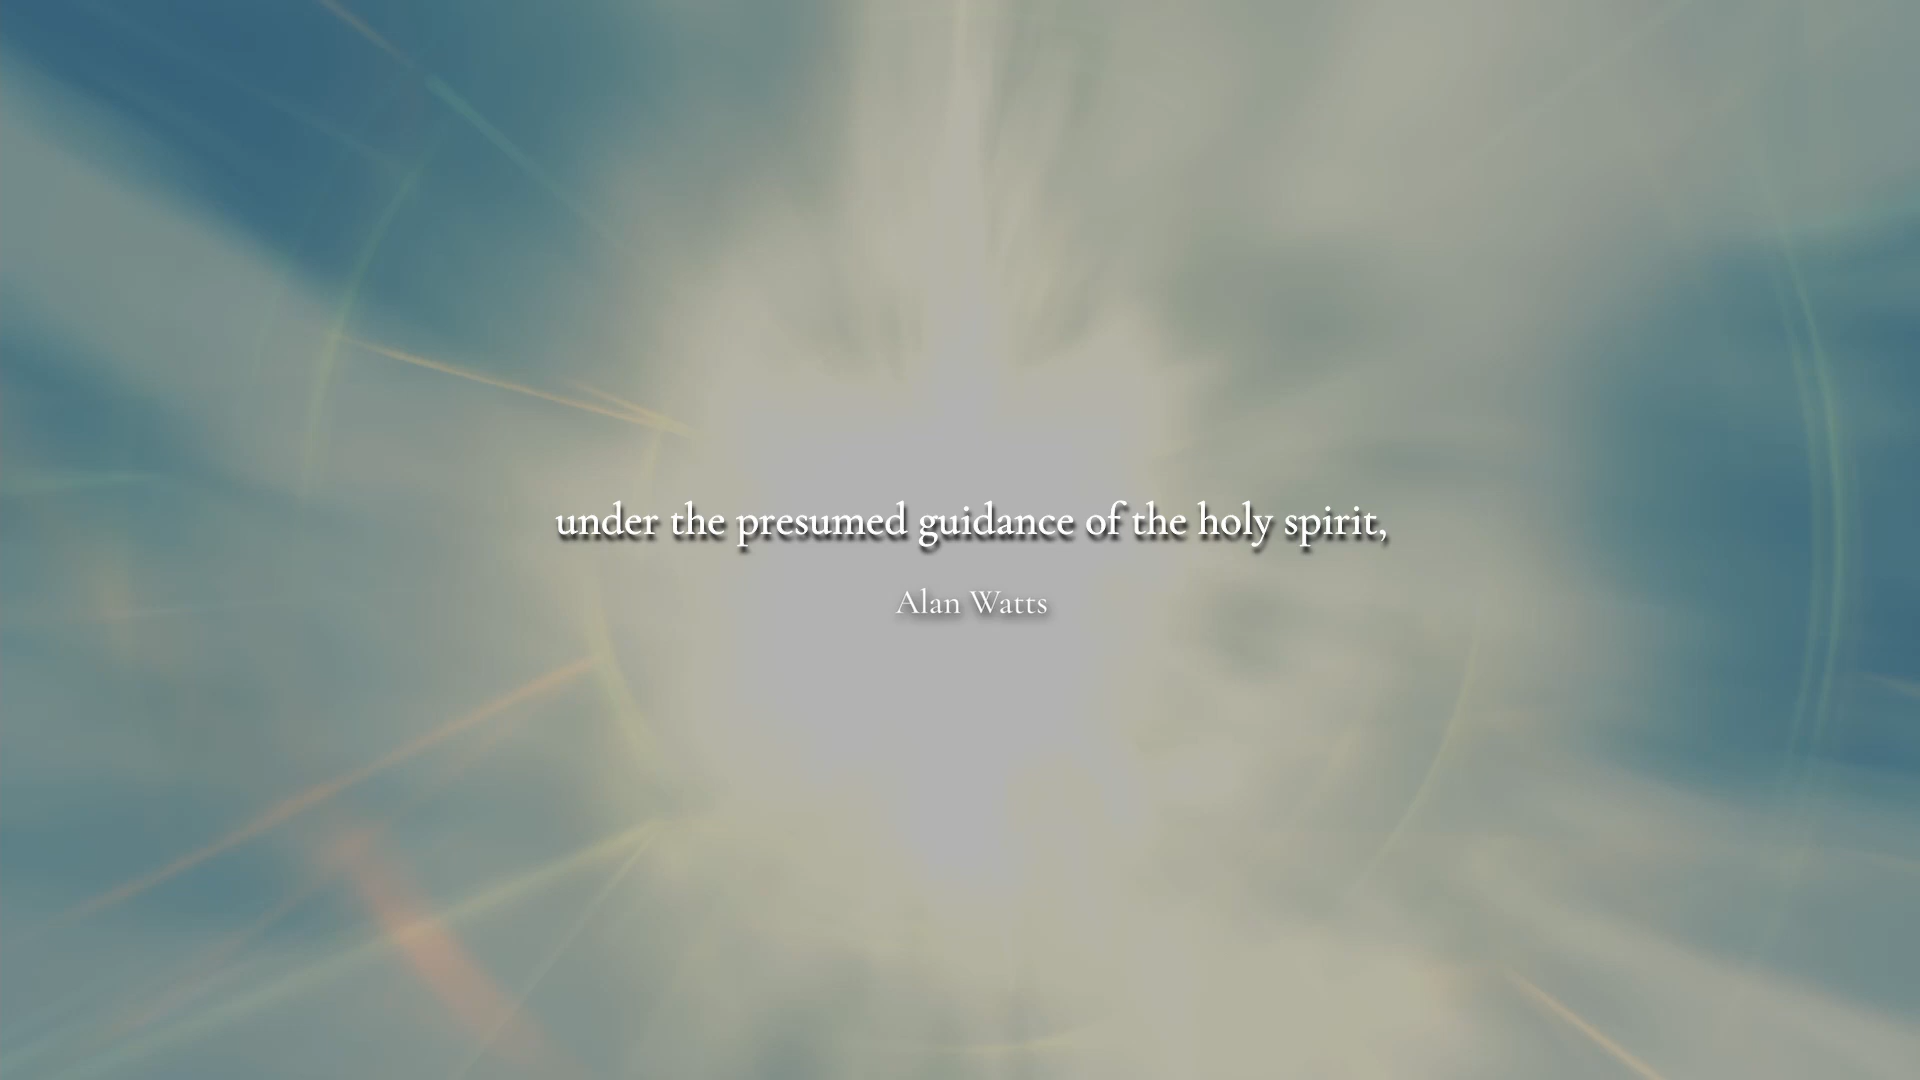 under the presumed guidance of the holy spirit,
Alan Watts